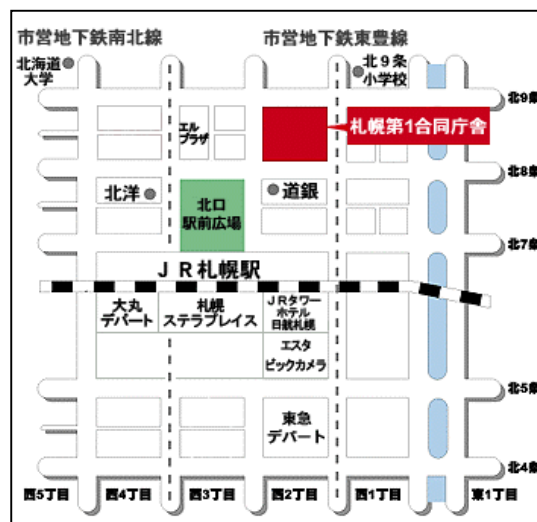 市営地下鉄南北線
市営地下鉄東豊線
北海道
大学
北9条
小学校
北9条
エル
プラザ
札幌第1合同庁舎
北8条
北洋
北口
駅前広場
道銀
北7条
JR札幌駅
大丸
デパート
札幌
ステラプレイス
JRタワー
ホテル
日航札幌
エスタ
ビックカメラ
北5条
東急
デパート
北4条
西5丁目
西4丁目
西3丁目
西2丁目
西1丁目
東1丁目